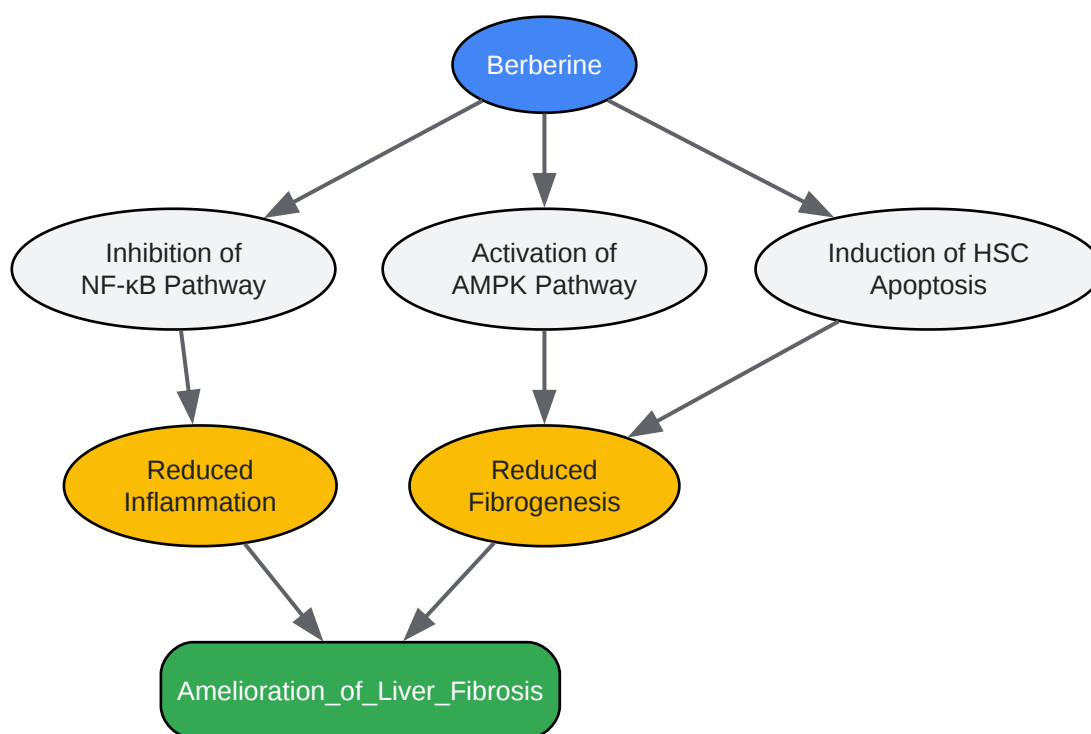 Berberine
Inhibition of
NF-κB Pathway
Activation of
AMPK Pathway
Induction of HSC
Apoptosis
Reduced
Inflammation
Reduced
Fibrogenesis
Amelioration_of_Liver_Fibrosis